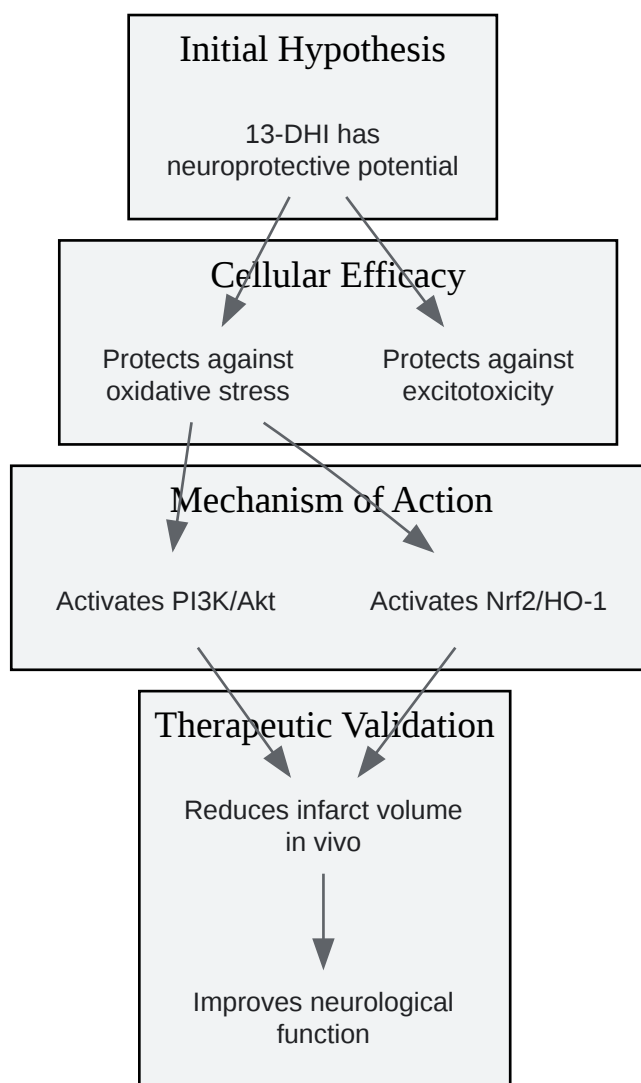 Initial Hypothesis
13-DHI has
neuroprotective potential
Cellular Efficacy
Protects against
oxidative stress
Protects against
excitotoxicity
Mechanism of Action
Activates PI3K/Akt
Activates Nrf2/HO-1
Therapeutic Validation
Reduces infarct volume
in vivo
Improves neurological
function